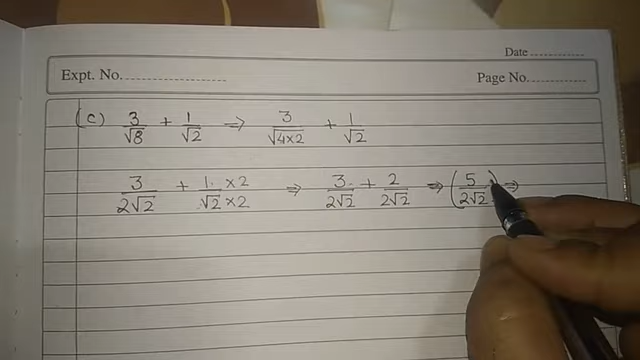 Date
Expt. No.
Page No.
(c) 3/√8 + 1/√2 ⇒ 3/√4×2 + 1/√2
3/2√2 + 1×2/√2×2 ⇒ 3/2√2 + 2/2√2 ⇒ (5/2√2) ⇒